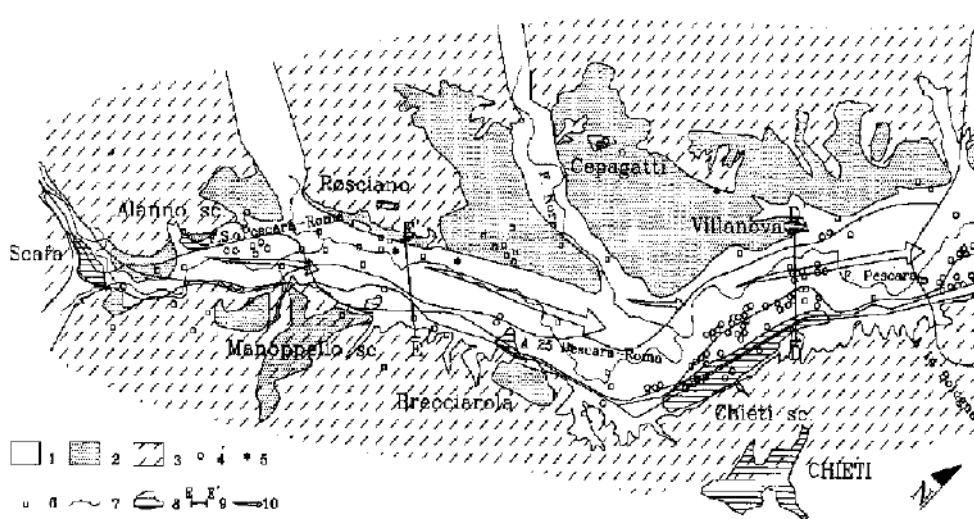 Cepagatti
Rosciano
Alanno sc.
S.o Pescara-Roma
Villanova
Scafa
R. Pescara
E'
E
Manoppello sc.
A 25 Pescara-Roma
Brecciarola
Chieti sc.
CHIETI
N
1 2 3 4 5
6 7 8 E E' 9 10